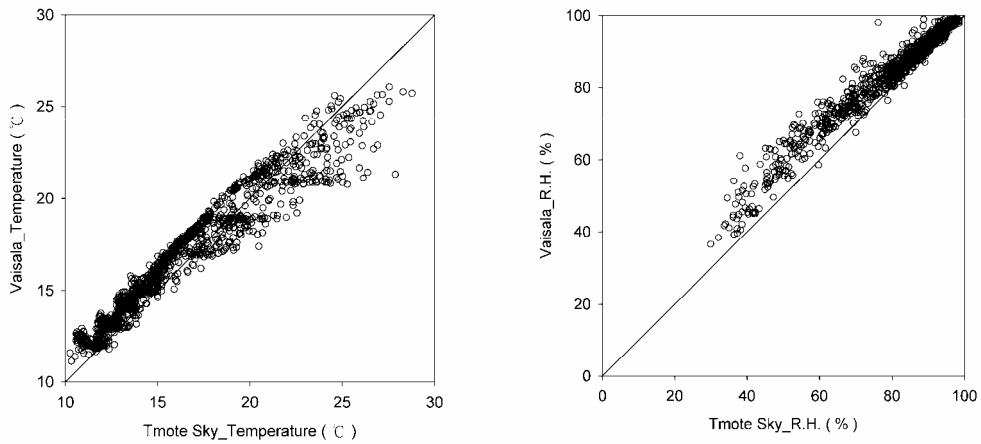 30
25
20
15
10
Vaisala_Temperature ( ℃ )
10 15 20 25 30
Tmote Sky_Temperature ( ℃ )
100
80
60
40
20
0
Vaisala_R.H. ( % )
0 20 40 60 80 100
Tmote Sky_R.H. ( % )